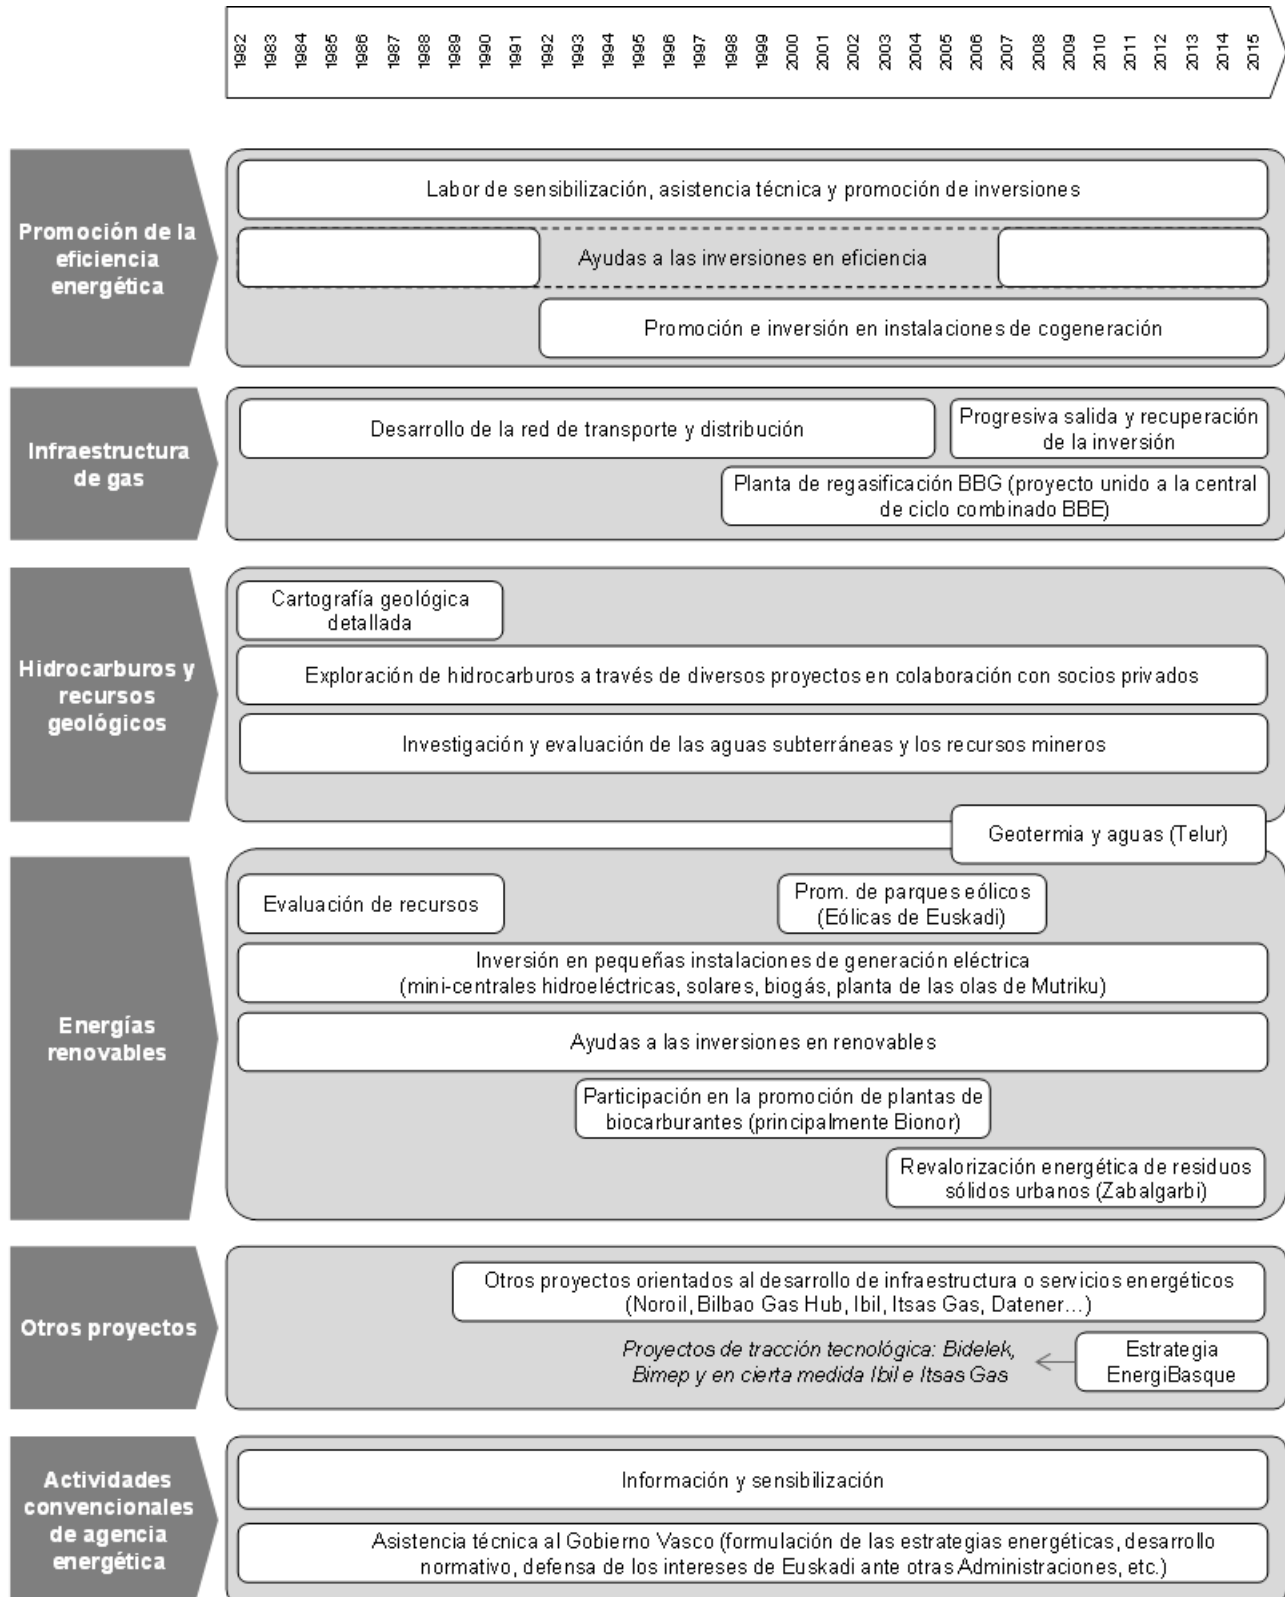 1982 1983 1984 1985 1986 1987 1988 1989 1990 1991 1992 1993 1994 1995 1996 1997 1998 1999 2000 2001 2002 2003 2004 2005 2006 2007 2008 2009 2010 2011 2012 2013 2014 2015
Promoción de la
eficiencia
energética
Labor de sensibilización, asistencia técnica y promoción de inversiones
Ayudas a las inversiones en eficiencia
Promoción e inversión en instalaciones de cogeneración
Infraestructura
de gas
Desarrollo de la red de transporte y distribución
Progresiva salida y recuperación
de la inversión
Planta de regasificación BBG (proyecto unido a la central
de ciclo combinado BBE)
Hidrocarburos y
recursos
geológicos
Cartografía geológica
detallada
Exploración de hidrocarburos a través de diversos proyectos en colaboración con socios privados
Investigación y evaluación de las aguas subterráneas y los recursos mineros
Geotermia y aguas (Telur)
Energías
renovables
Evaluación de recursos
Prom. de parques eólicos
(Eólicas de Euskadi)
Inversión en pequeñas instalaciones de generación eléctrica
(mini-centrales hidroeléctricas, solares, biogás, planta de las olas de Mutriku)
Ayudas a las inversiones en renovables
Participación en la promoción de plantas de
biocarburantes (principalmente Bionor)
Revalorización energética de residuos
sólidos urbanos (Zabalgarbi)
Otros proyectos
Otros proyectos orientados al desarrollo de infraestructura o servicios energéticos
(Noroil, Bilbao Gas Hub, Ibil, Itsas Gas, Datener…)
Proyectos de tracción tecnológica: Bidelek,
Bimep y en cierta medida Ibil e Itsas Gas
Estrategia
EnergiBasque
Actividades
convencionales
de agencia
energética
Información y sensibilización
Asistencia técnica al Gobierno Vasco (formulación de las estrategias energéticas, desarrollo
normativo, defensa de los intereses de Euskadi ante otras Administraciones, etc.)